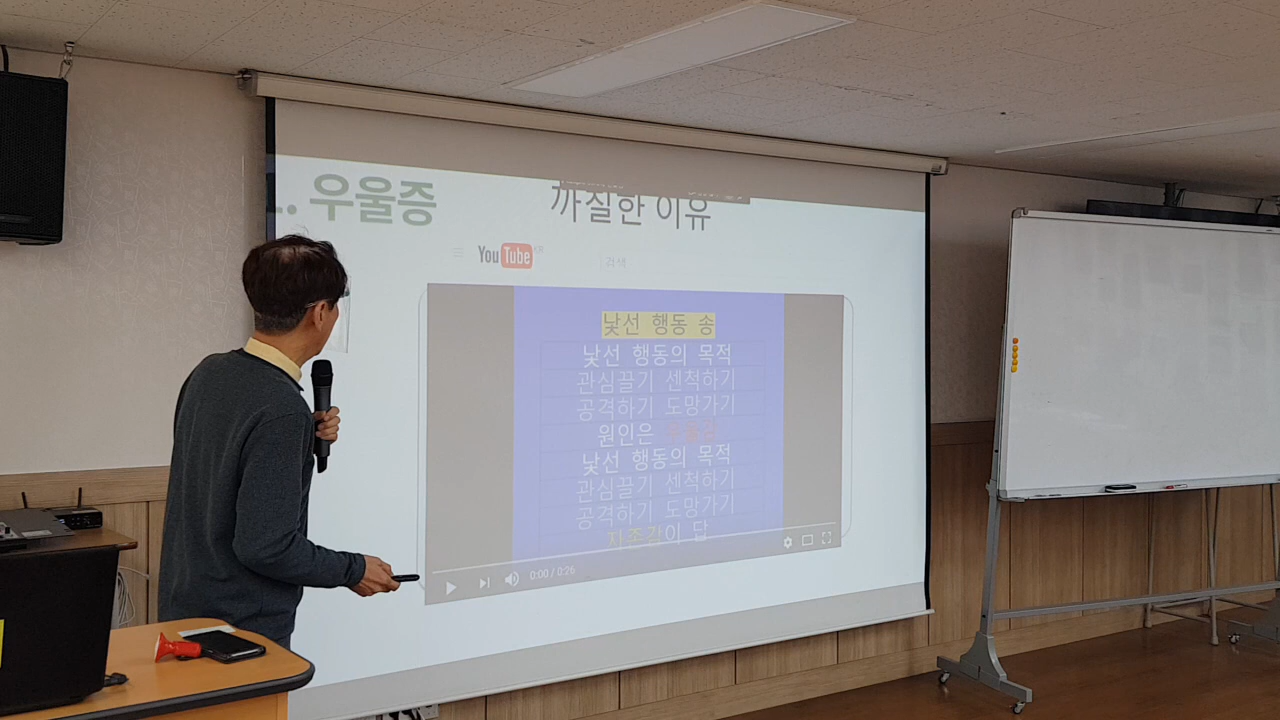 . 우울증
까칠한 이유
YouTube KR
검색
낯선 행동 송
낯선 행동의 목적
관심끌기 센척하기
공격하기 도망가기
원인은 우울증
낯선 행동의 목적
관심끌기 센척하기
공격하기 도망가기
자존감이 답
0:00 / 0:26